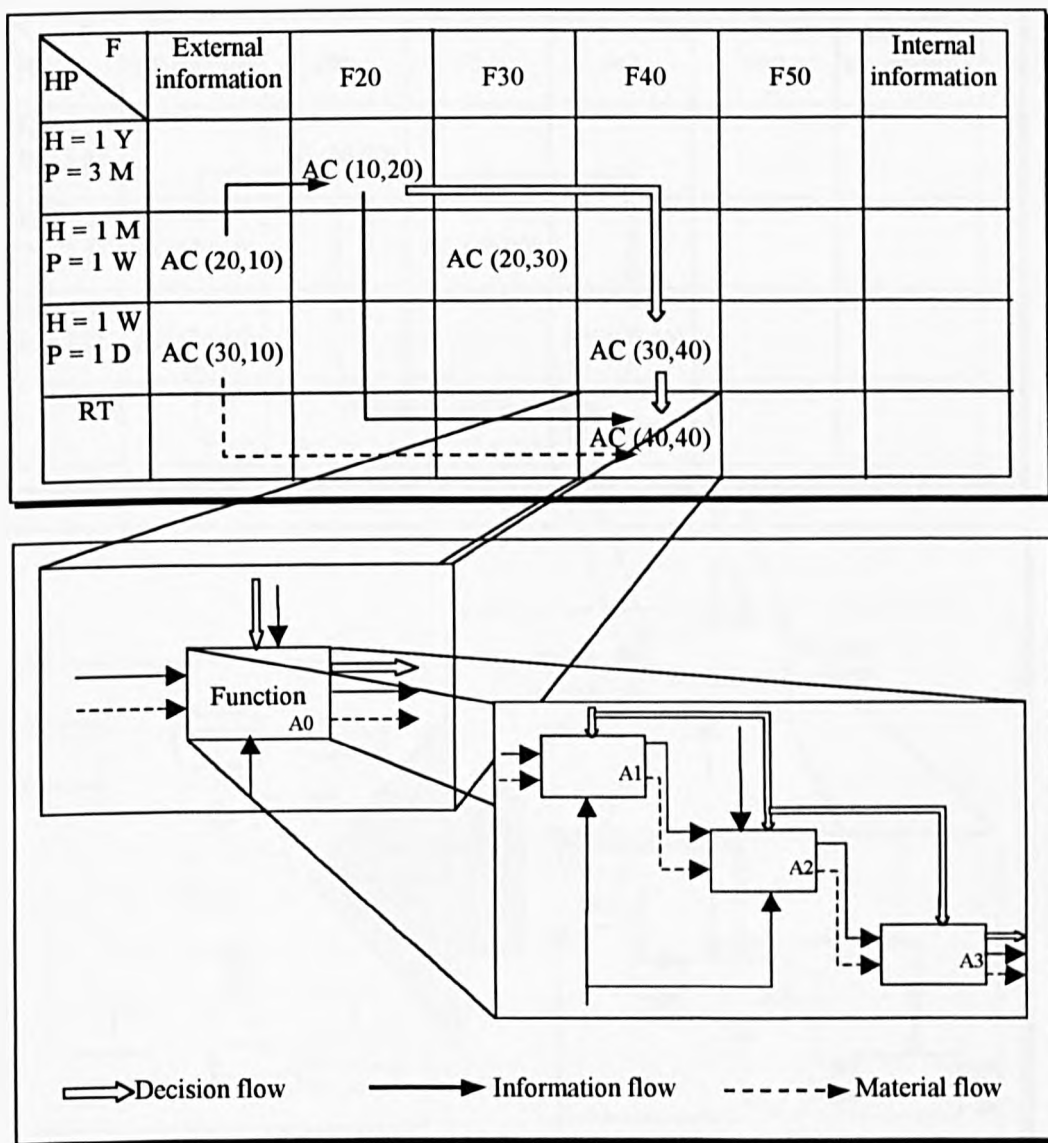 F External F20 F30 F40 F50 Internal
HP information information
H = 1 Y
P = 3 M AC (10,20)
H = 1 M
P = 1 W AC (20,10) AC (20,30)
H = 1 W
P = 1 D AC (30,10) AC (30,40)
RT
AC (40,40)
Function
A0
A1
A2
A3
Decision flow Information flow Material flow